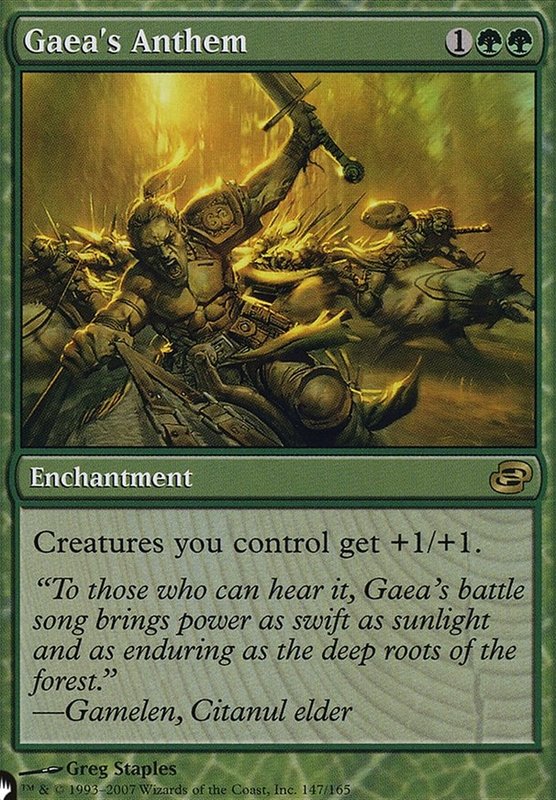 Gaea's Anthem 1
Enchantment
Creatures you control get +1/+1.
“To those who can hear it, Gaea’s battle
song brings power as swift as sunlight
and as enduring as the deep roots of the
forest.”
—Gamelen, Citanul elder
Greg Staples
™ & © 1993–2007 Wizards of the Coast, Inc. 147/165